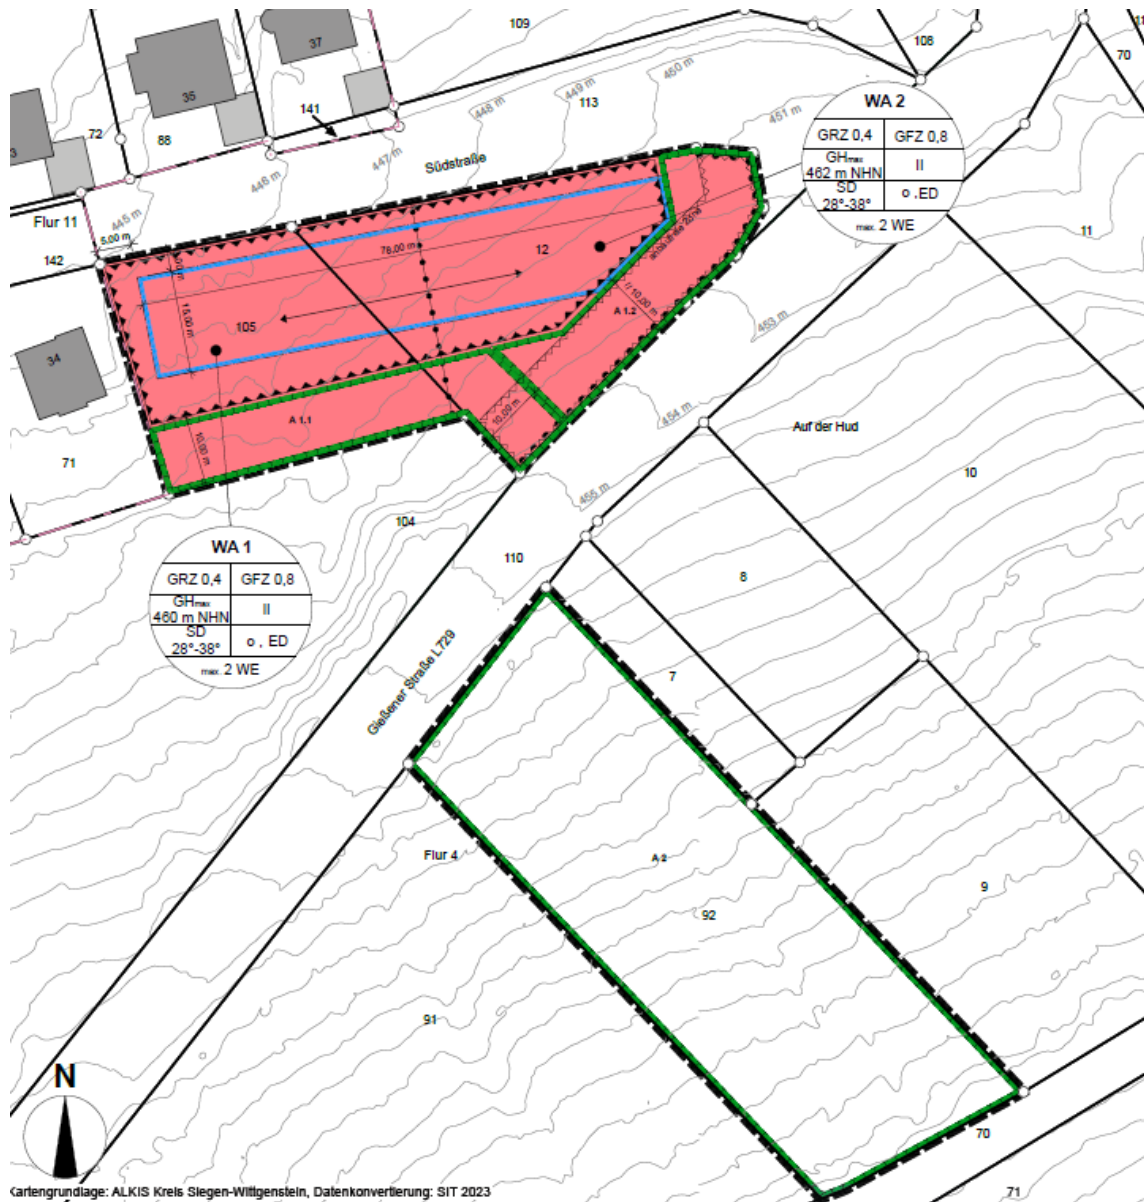 109
37
108
70
35
450 m
449 m
448 m
113
141
72
88
451 m
WA 2
GRZ 0,4 GFZ 0,8
GHmax
462 m NHN
II
SD
28°-38°
o , ED
max. 2 WE
3
447 m
446 m
Südstraße
Flur 11
445 m
5,00 m
142
11
78,00 m
12
15,00 m
105
10,00 m
A 1.2
453 m
34
A 1.1
10,00 m
10,00 m
454 m
Auf der Hud
71
10
455 m
104
110
8
WA 1
GRZ 0,4 GFZ 0,8
GHmax
460 m NHN
II
SD
28°-38°
o , ED
max. 2 WE
Gießener Straße L729
7
Flur 4
A 2
9
92
91
N
70
71
Kartengrundlage: ALKIS Kreis Siegen-Wittgenstein, Datenkonvertierung: SIT 2023